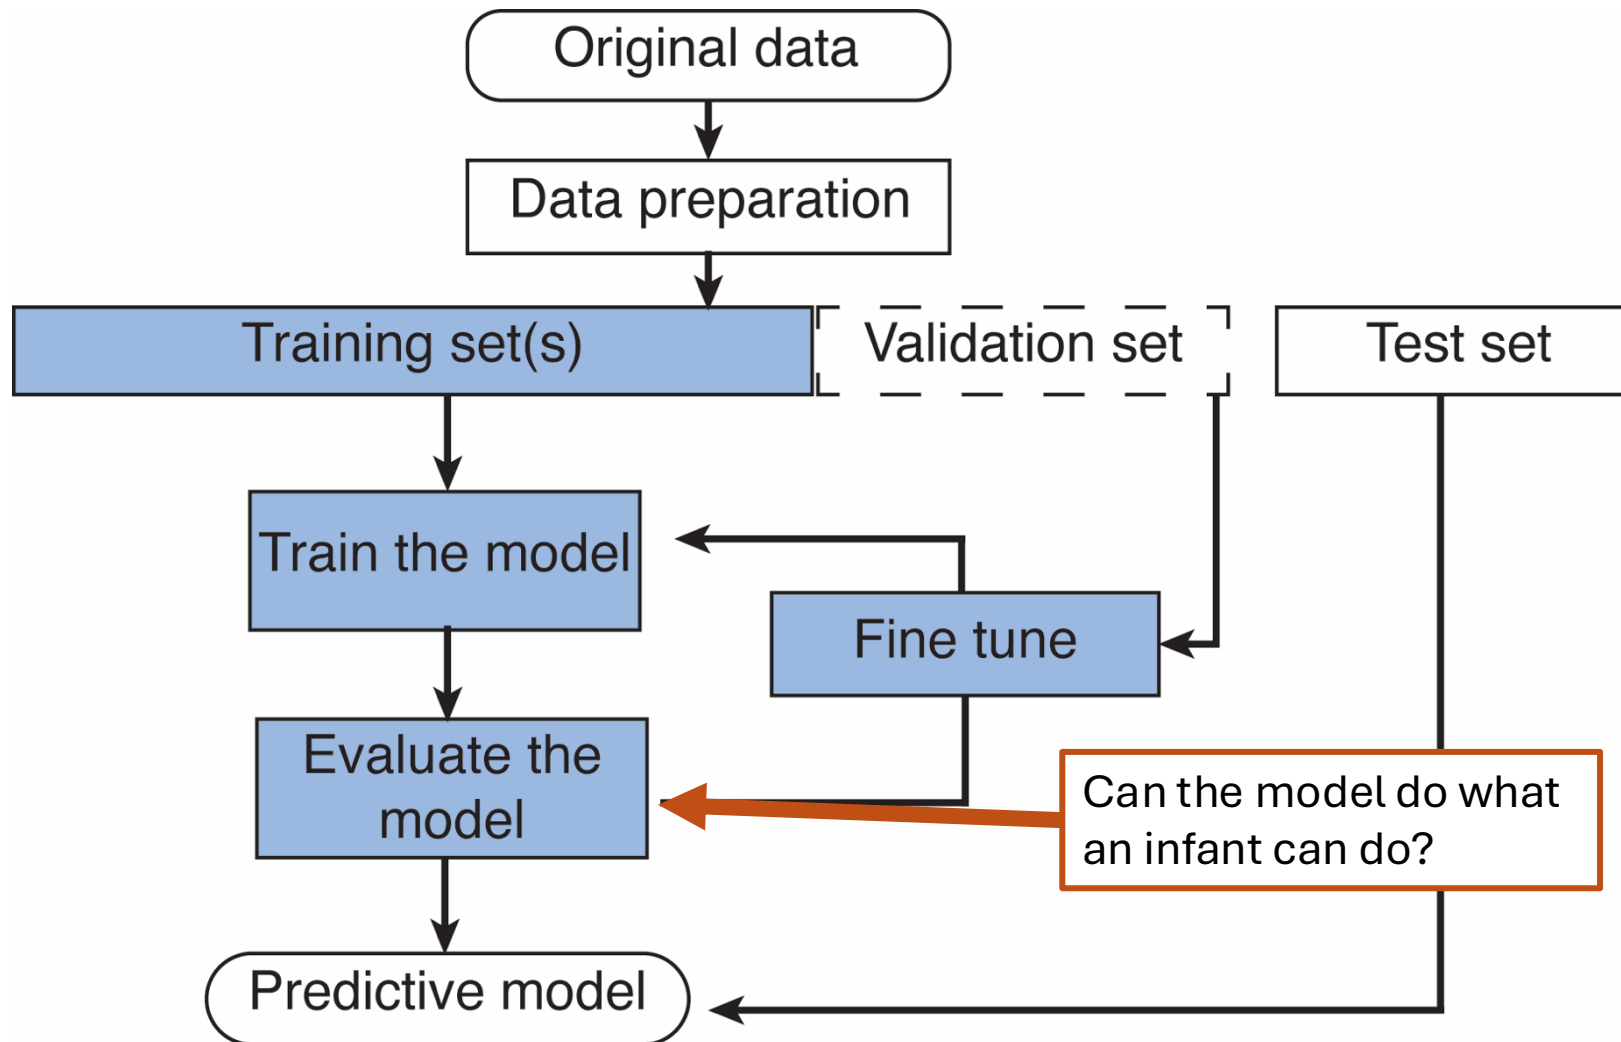 Original data
Data preparation
Training set(s)
Validation set
Test set
Train the model
Fine tune
Evaluate the
model
Can the model do what
an infant can do?
Predictive model